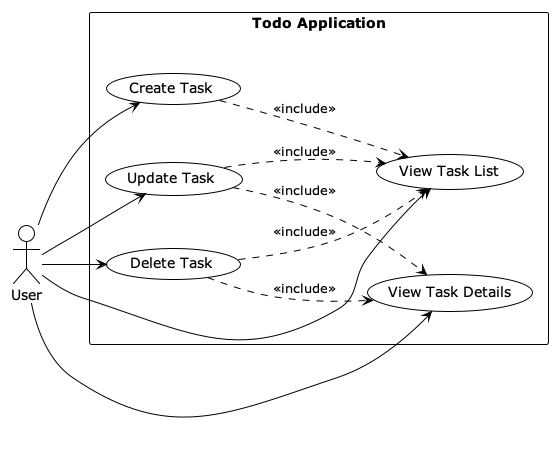 Todo Application
Create Task
«include»
«include»
Update Task
View Task List
«include»
«include»
Delete Task
«include»
View Task Details
User